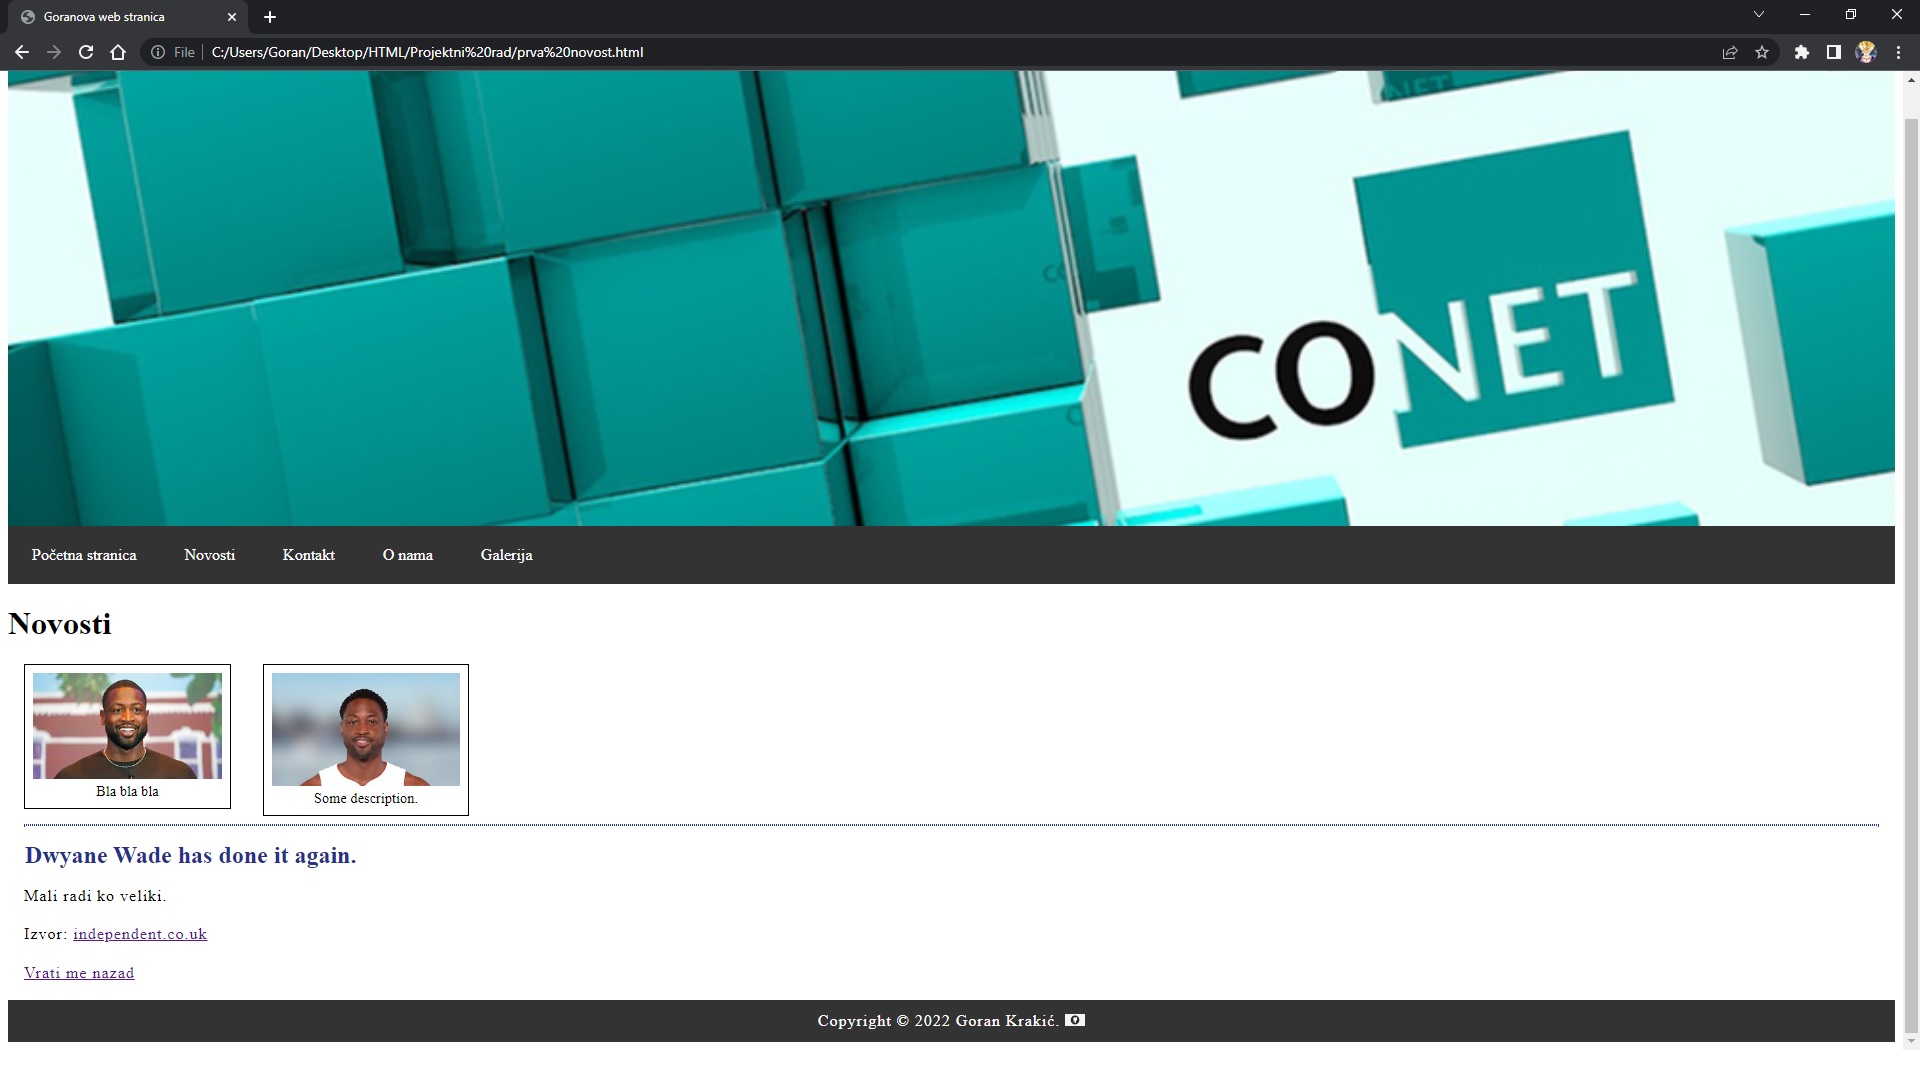 Goranova web stranica
File
C:/Users/Goran/Desktop/HTML/Projektni%20rad/prva%20novost.html
NET
CONET
Početna stranica Novosti Kontakt O nama Galerija
Novosti
Bla bla bla
Some description.
Dwyane Wade has done it again.
Mali radi ko veliki.
Izvor: independent.co.uk
Vrati me nazad
Copyright © 2022 Goran Krakić.